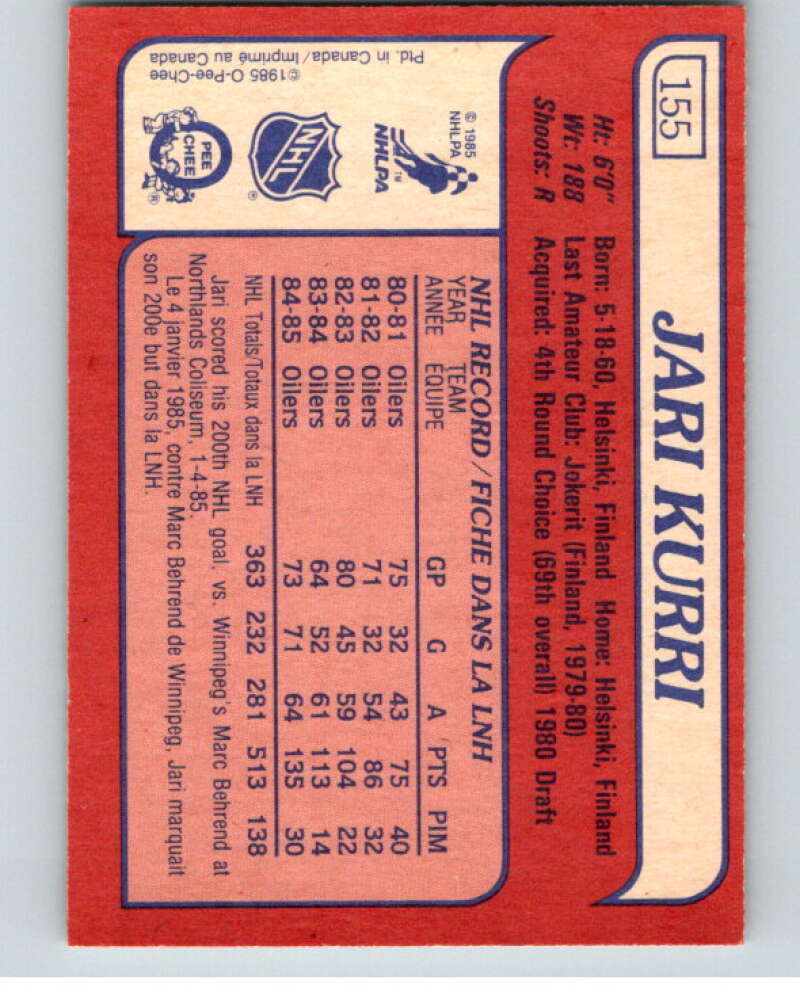 155
JARI KURRI
Ht: 6'0" Born: 5-18-60, Helsinki, Finland Home: Helsinki, Finland
Wt: 188 Last Amateur Club: Jokerit (Finland, 1979-80)
Shoots: R Acquired: 4th Round Choice (69th overall) 1980 Draft
NHL RECORD / FICHE DANS LA LNH
YEAR TEAM
ANNÉE ÉQUIPE GP G A PTS PIM
80-81 Oilers 75 32 43 75 40
81-82 Oilers 71 32 54 86 32
82-83 Oilers 80 45 59 104 22
83-84 Oilers 64 52 61 113 14
84-85 Oilers 73 71 64 135 30
NHL Totals/Totaux dans la LNH 363 232 281 513 138
Jari scored his 200th NHL goal, vs. Winnipeg's Marc Behrend at
Northlands Coliseum, 1-4-85.
Le 4 janvier 1985, contre Marc Behrend de Winnipeg, Jari marquait
son 200e but dans la LNH.
© 1985
NHLPA
NHLPA™
NHL
®
O PEE CHEE
®
©1985 O-Pee-Chee
Ptd. in Canada/Imprimé au Canada